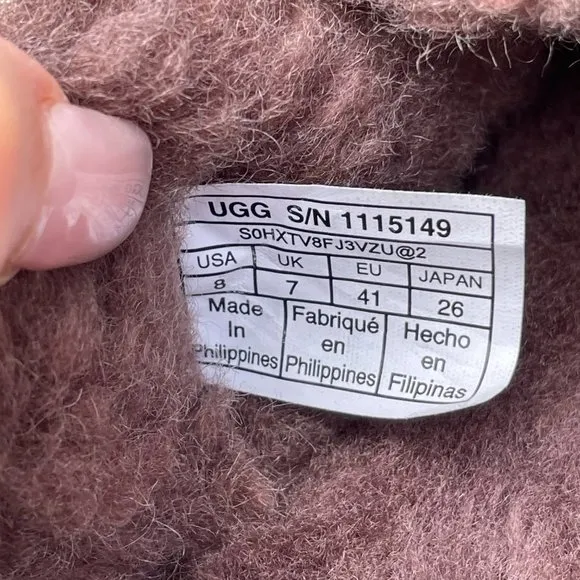 UGG S/N 1115149
S0HXTV8FJ3VZU@2
USA UK EU JAPAN
8 7 41 26
Made Fabriqué Hecho
In en en
Philippines Philippines Filipinas